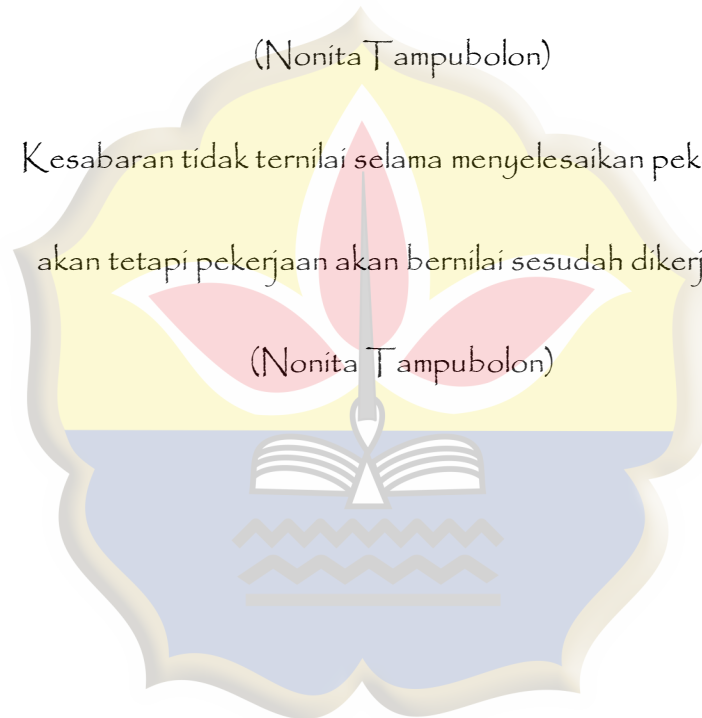 (Nonita Tampubolon)
Kesabaran tidak ternilai selama menyelesaikan pek
akan tetapi pekerjaan akan bernilai sesudah dikerj
(Nonita Tampubolon)